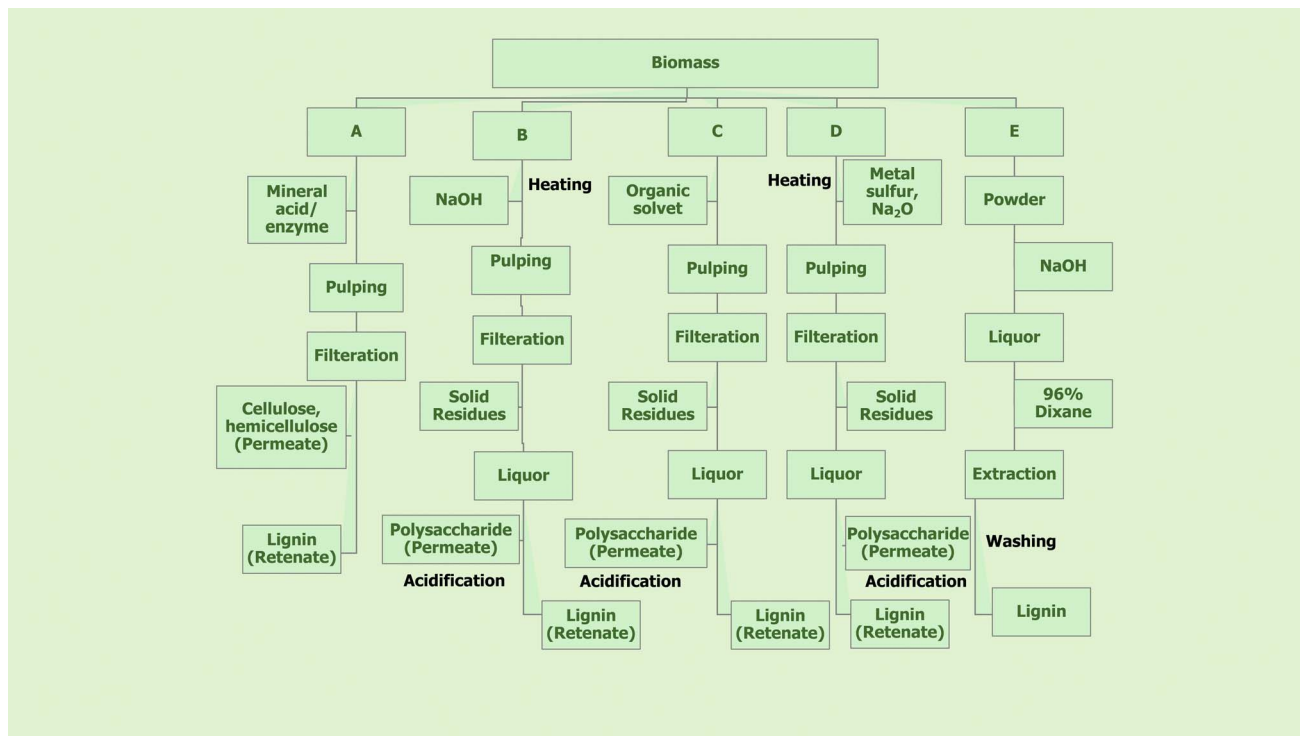 Biomass
A
B
C
D
E
Mineral
acid/
enzyme
NaOH
Heating
Organic
solvet
Heating
Metal
sulfur,
Na₂O
Powder
Pulping
Pulping
Pulping
Pulping
NaOH
Filteration
Filteration
Filteration
Filteration
Liquor
Cellulose,
hemicellulose
(Permeate)
Solid
Residues
Solid
Residues
Solid
Residues
96%
Dixane
Liquor
Liquor
Liquor
Extraction
Lignin
(Retenate)
Polysaccharide
(Permeate)
Polysaccharide
(Permeate)
Polysaccharide
(Permeate)
Washing
Acidification
Acidification
Acidification
Lignin
(Retenate)
Lignin
(Retenate)
Lignin
(Retenate)
Lignin